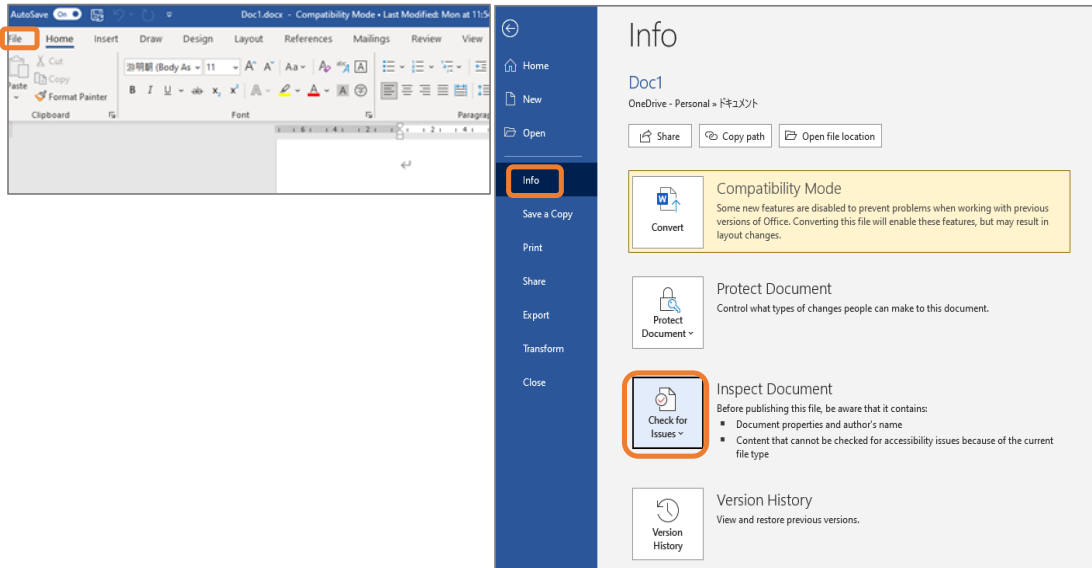 AutoSave On Doc1.docx - Compatibility Mode • Last Modified: Mon at 11:54
File Home Insert Draw Design Layout References Mailings Review View
Cut
Copy
Paste
Format Painter
游明朝 (Body As 11
Aa
B I U ab x, x'
Clipboard Font Paragrap
Info
Doc1
OneDrive - Personal » ドキュメント
Share Copy path Open file location
Home
New
Open
Info
Save a Copy
Print
Share
Export
Transform
Close
Convert
Compatibility Mode
Some new features are disabled to prevent problems when working with previous
versions of Office. Converting this file will enable these features, but may result in
layout changes.
Protect
Document
Protect Document
Control what types of changes people can make to this document.
Check for
Issues
Inspect Document
Before publishing this file, be aware that it contains:
▪ Document properties and author's name
▪ Content that cannot be checked for accessibility issues because of the current
file type
Version
History
Version History
View and restore previous versions.